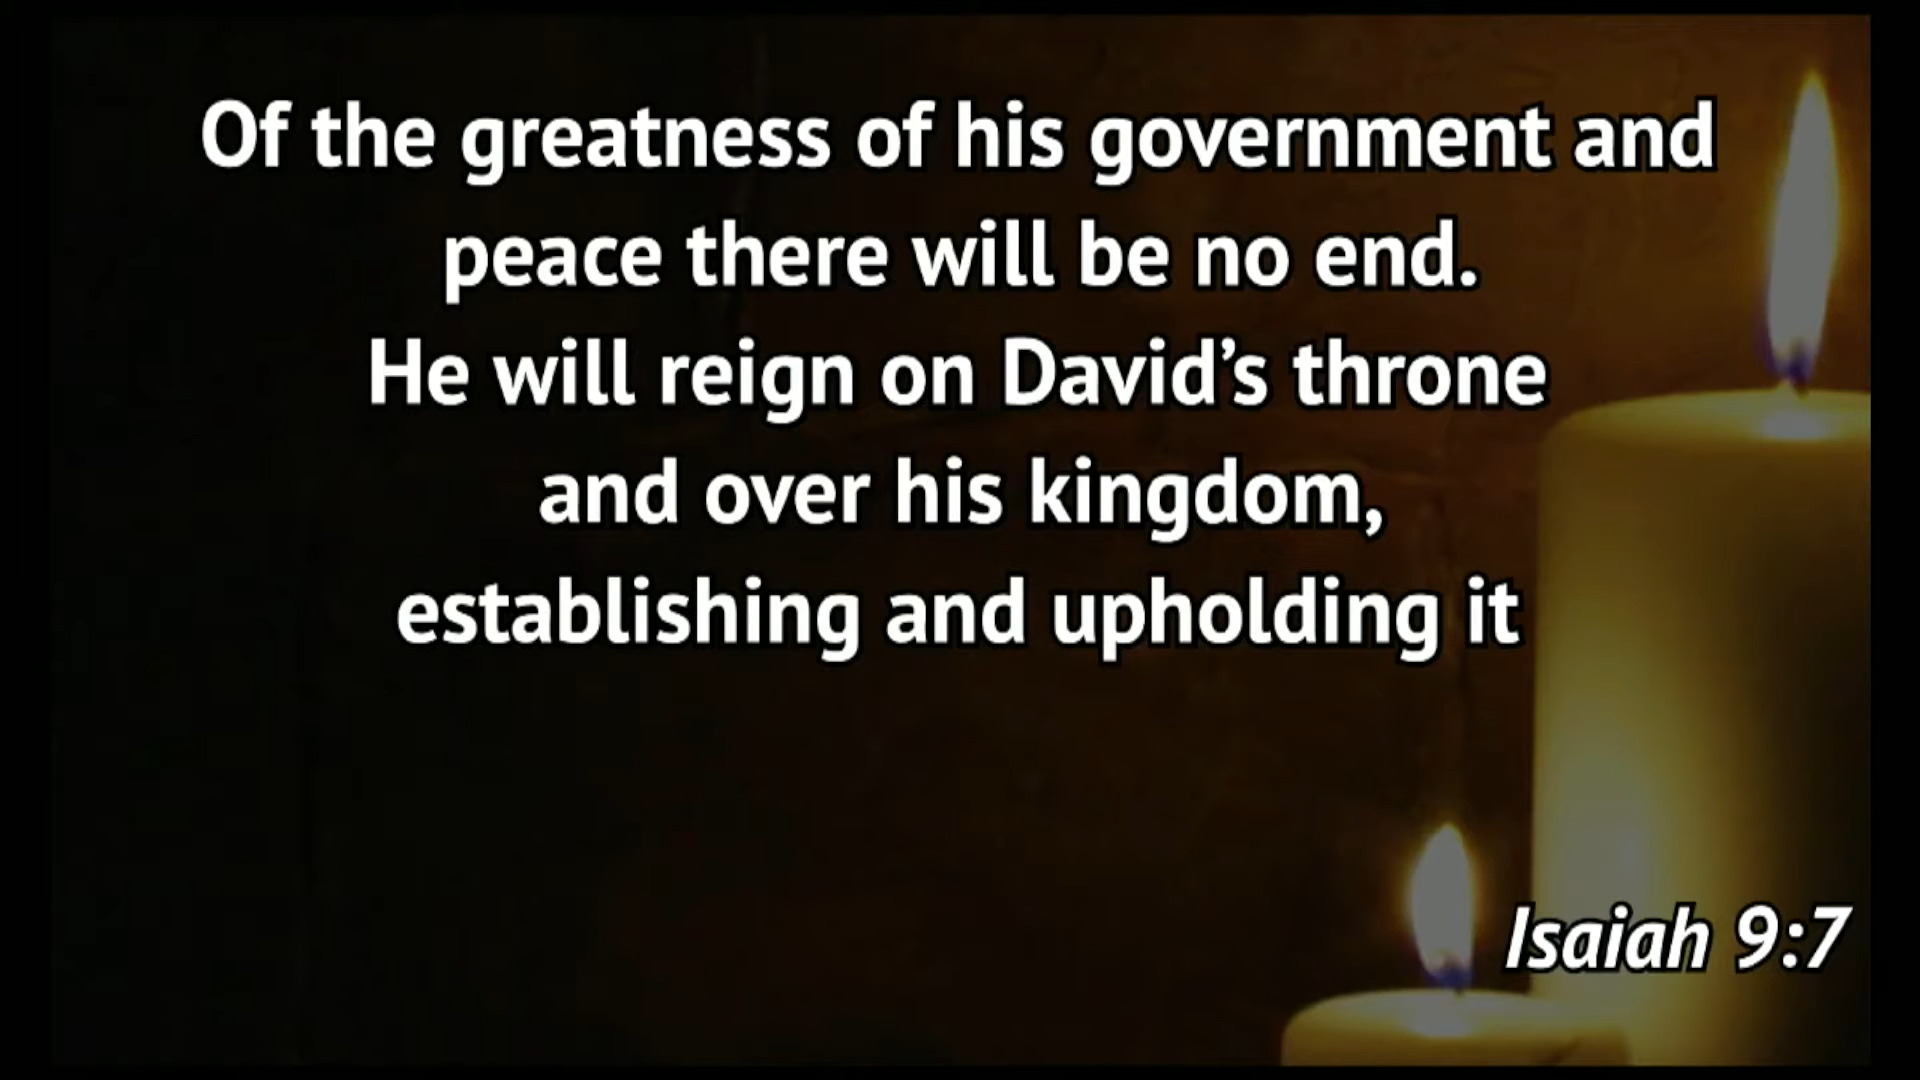 Of the greatness of his government and
peace there will be no end.
He will reign on David’s throne
and over his kingdom,
establishing and upholding it
Isaiah 9:7